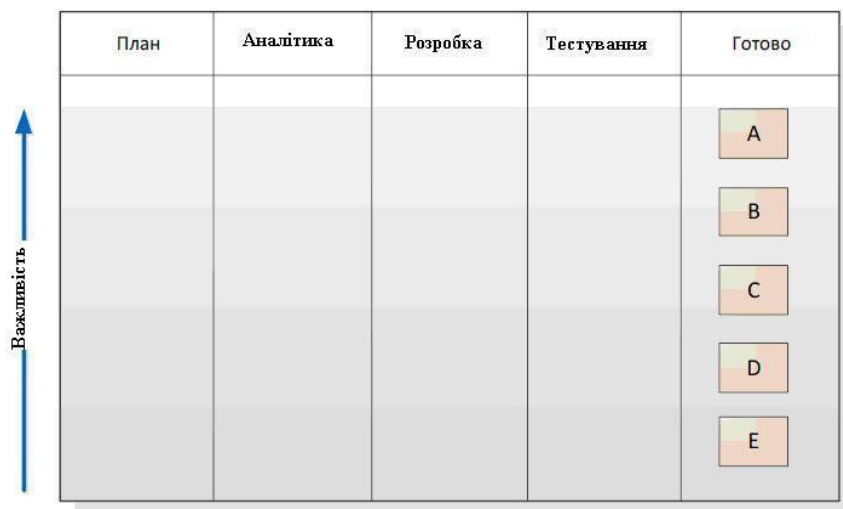 План
Аналітика
Розробка
Тестування
Готово
Важливість
A
B
C
D
E